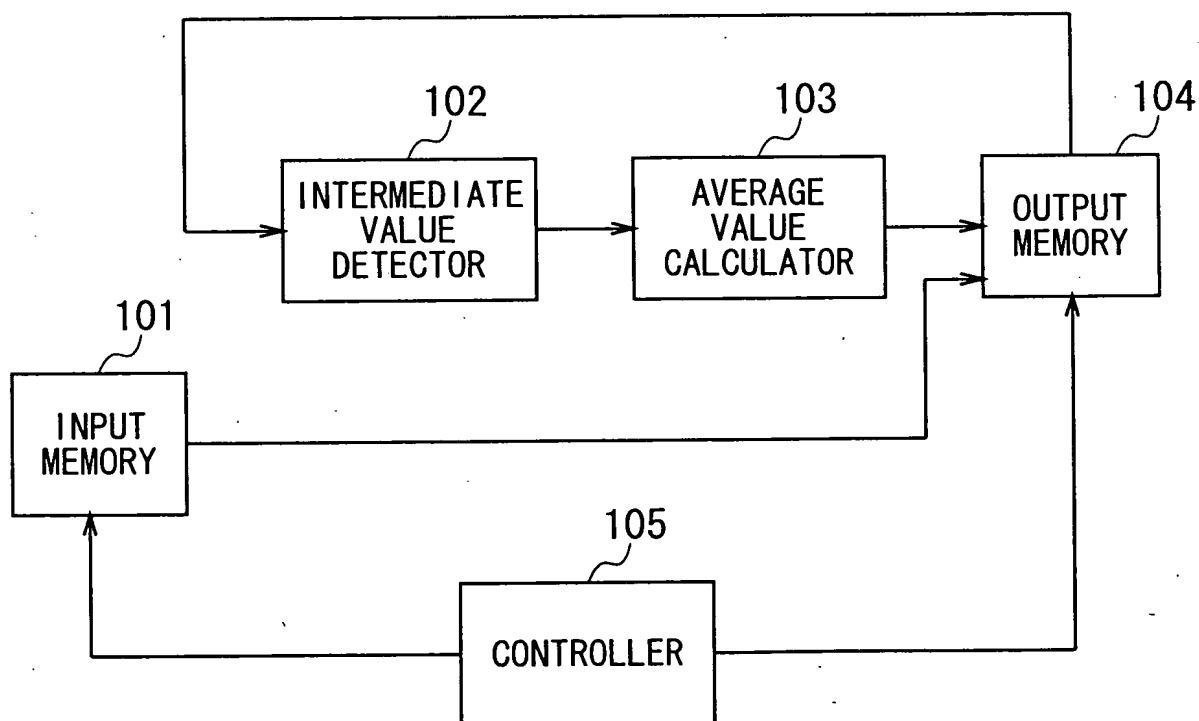 102
103
104
INTERMEDIATE
VALUE
DETECTOR
AVERAGE
VALUE
CALCULATOR
OUTPUT
MEMORY
101
INPUT
MEMORY
105
CONTROLLER